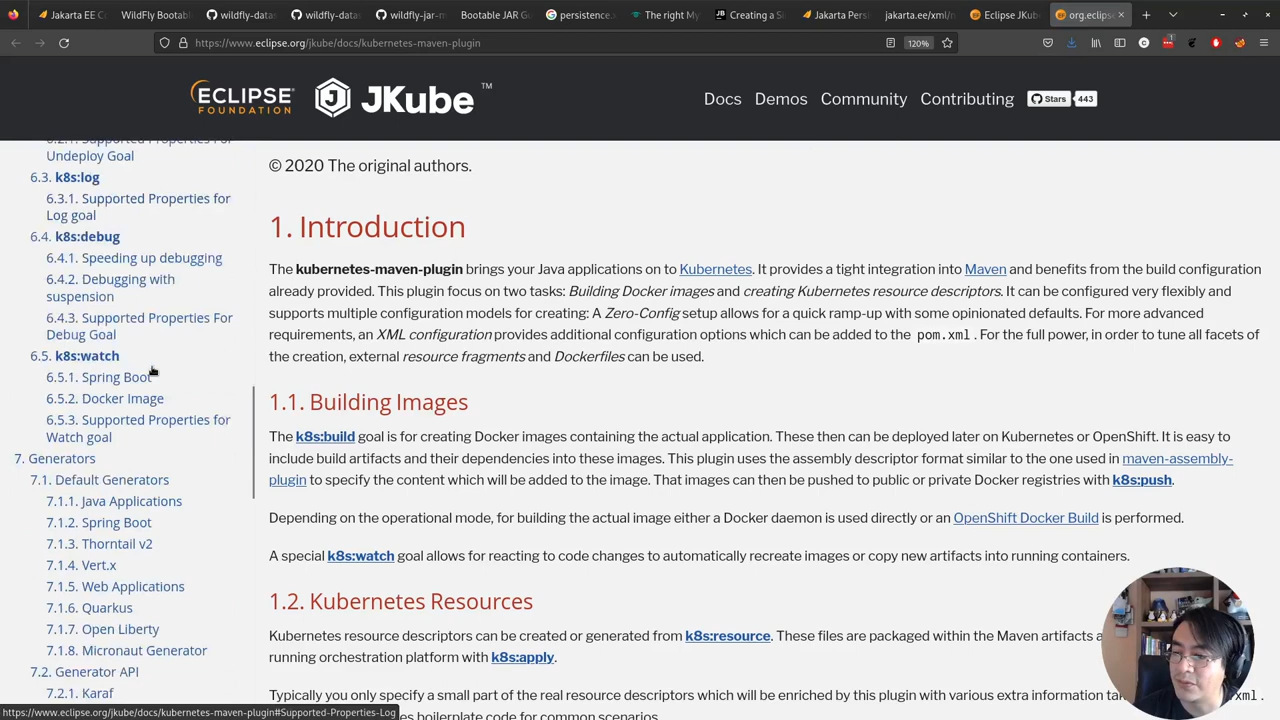 Jakarta EE C
WildFly Bootab
wildfly-datas
wildfly-datas
wildfly-jar-m
Bootable JAR Gu
persistence.
The right My
Creating a S
Jakarta Pers
jakarta.ee/xml/n
Eclipse JKub
org.eclipse
https://www.eclipse.org/jkube/docs/kubernetes-maven-plugin
120%
ECLIPSE
FOUNDATION
JKube
TM
Docs
Demos
Community
Contributing
Stars
443
6.2.1. Supported Properties For
Undeploy Goal
6.3. k8s:log
6.3.1. Supported Properties for
Log goal
6.4. k8s:debug
6.4.1. Speeding up debugging
6.4.2. Debugging with
suspension
6.4.3. Supported Properties For
Debug Goal
6.5. k8s:watch
6.5.1. Spring Boot
6.5.2. Docker Image
6.5.3. Supported Properties for
Watch goal
7. Generators
7.1. Default Generators
7.1.1. Java Applications
7.1.2. Spring Boot
7.1.3. Thorntail v2
7.1.4. Vert.x
7.1.5. Web Applications
7.1.6. Quarkus
7.1.7. Open Liberty
7.1.8. Micronaut Generator
7.2. Generator API
7.2.1. Karaf
https://www.eclipse.org/jkube/docs/kubernetes-maven-plugin#Supported-Properties-Log
© 2020 The original authors.
1. Introduction
The kubernetes-maven-plugin brings your Java applications on to Kubernetes. It provides a tight integration into Maven and benefits from the build configuration
already provided. This plugin focus on two tasks: Building Docker images and creating Kubernetes resource descriptors. It can be configured very flexibly and
supports multiple configuration models for creating: A Zero-Config setup allows for a quick ramp-up with some opinionated defaults. For more advanced
requirements, an XML configuration provides additional configuration options which can be added to the pom.xml. For the full power, in order to tune all facets of
the creation, external resource fragments and Dockerfiles can be used.
1.1. Building Images
The k8s:build goal is for creating Docker images containing the actual application. These then can be deployed later on Kubernetes or OpenShift. It is easy to
include build artifacts and their dependencies into these images. This plugin uses the assembly descriptor format similar to the one used in maven-assembly-
plugin to specify the content which will be added to the image. That images can then be pushed to public or private Docker registries with k8s:push.
Depending on the operational mode, for building the actual image either a Docker daemon is used directly or an OpenShift Docker Build is performed.
A special k8s:watch goal allows for reacting to code changes to automatically recreate images or copy new artifacts into running containers.
1.2. Kubernetes Resources
Kubernetes resource descriptors can be created or generated from k8s:resource. These files are packaged within the Maven artifacts a
running orchestration platform with k8s:apply.
Typically you only specify a small part of the real resource descriptors which will be enriched by this plugin with various extra information ta
boilerplate code for common scenarios.